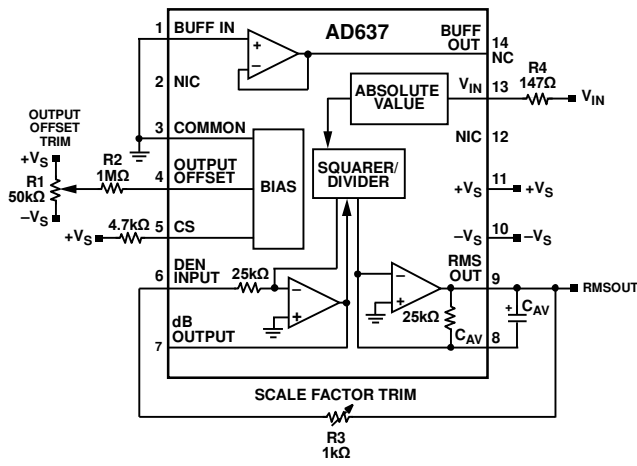 AD637
1 BUFF IN
BUFF OUT 14
NC
R4
147Ω
2 NIC
ABSOLUTE VALUE
VIN 13
VIN
OUTPUT OFFSET TRIM
3 COMMON
NIC 12
+VS
R2
1MΩ
4 OUTPUT OFFSET
BIAS
SQUARER/ DIVIDER
11 +VS
+VS
R1
50kΩ
–VS
4.7kΩ
+VS
5 CS
10 –VS
–VS
6 DEN INPUT
25kΩ
RMS OUT 9
RMSOUT
+
–
+
–
+
–
+
CAV
25kΩ
CAV 8
dB OUTPUT
7
SCALE FACTOR TRIM
R3
1kΩ